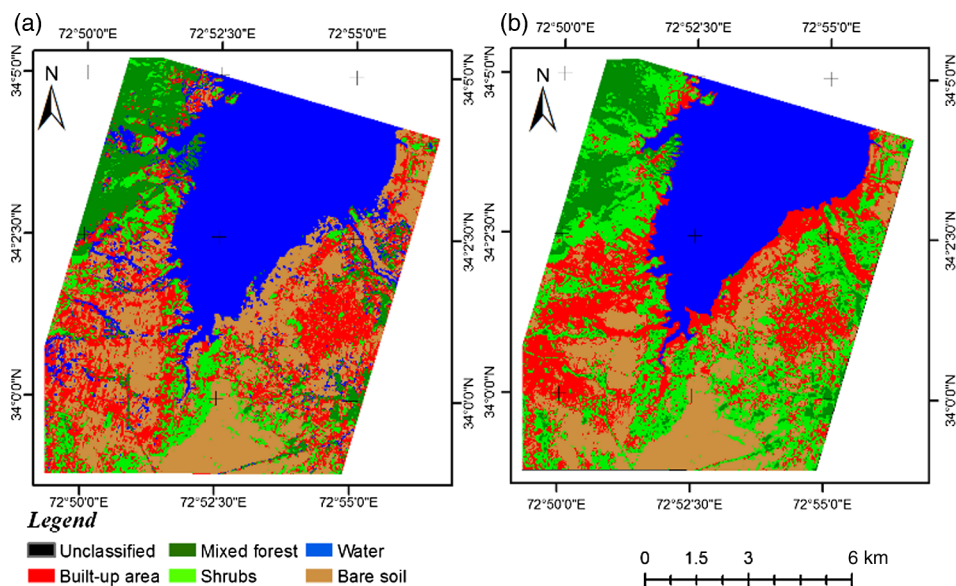 (a)
72°50'0"E 72°52'30"E 72°55'0"E
34°5'0"N
34°2'30"N
34°0'0"N
N
34°5'0"N
34°2'30"N
34°0'0"N
72°50'0"E 72°52'30"E 72°55'0"E
(b)
72°50'0"E 72°52'30"E 72°55'0"E
34°5'0"N
34°2'30"N
34°0'0"N
N
34°5'0"N
34°2'30"N
34°0'0"N
72°50'0"E 72°52'30"E 72°55'0"E
Legend
Unclassified Mixed forest Water
Built-up area Shrubs Bare soil
0 1.5 3 6 km